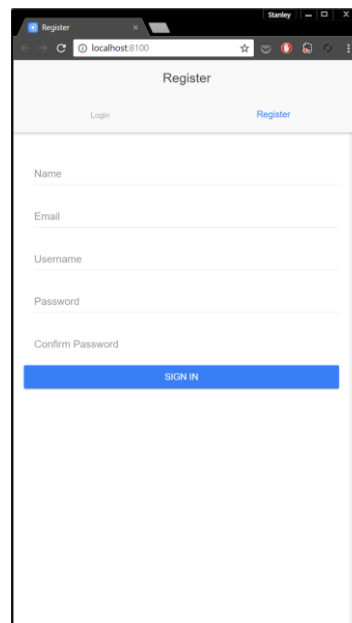 Stanley
Register
localhost:8100
Register
Login
Register
Name
Email
Username
Password
Confirm Password
SIGN IN